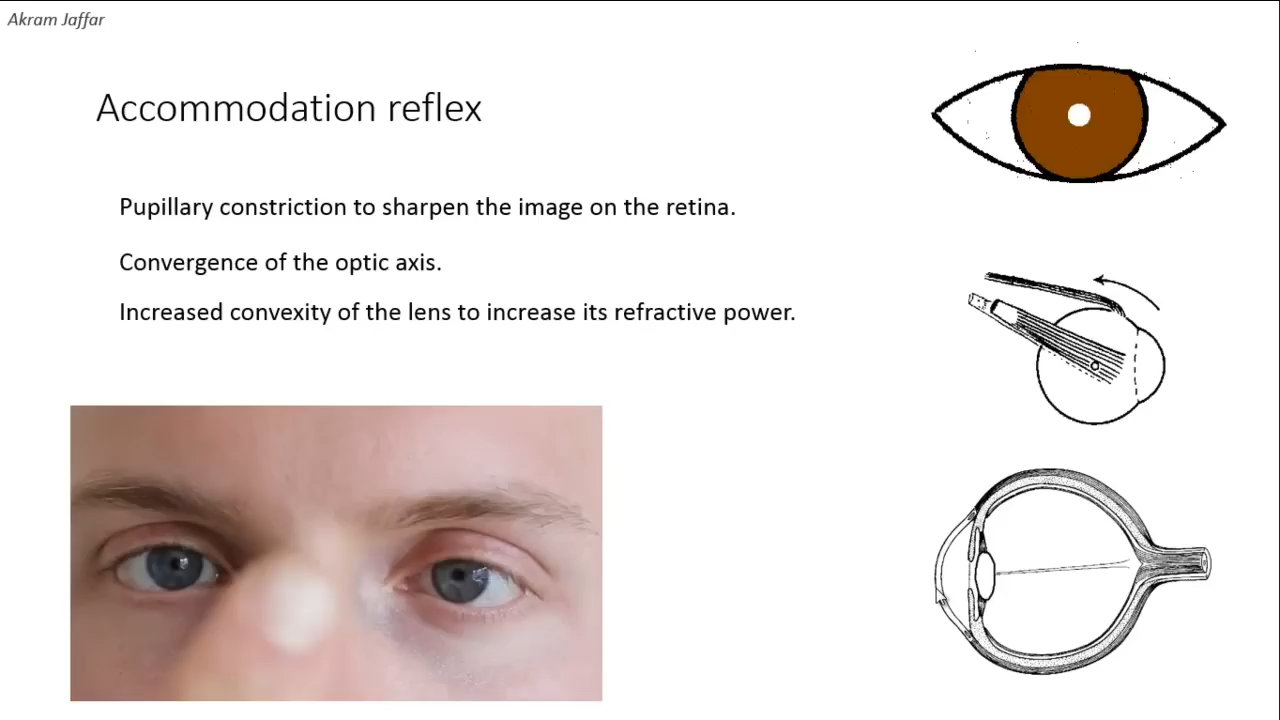 Akram Jaffar
Accommodation reflex
Pupillary constriction to sharpen the image on the retina.
Convergence of the optic axis.
Increased convexity of the lens to increase its refractive power.